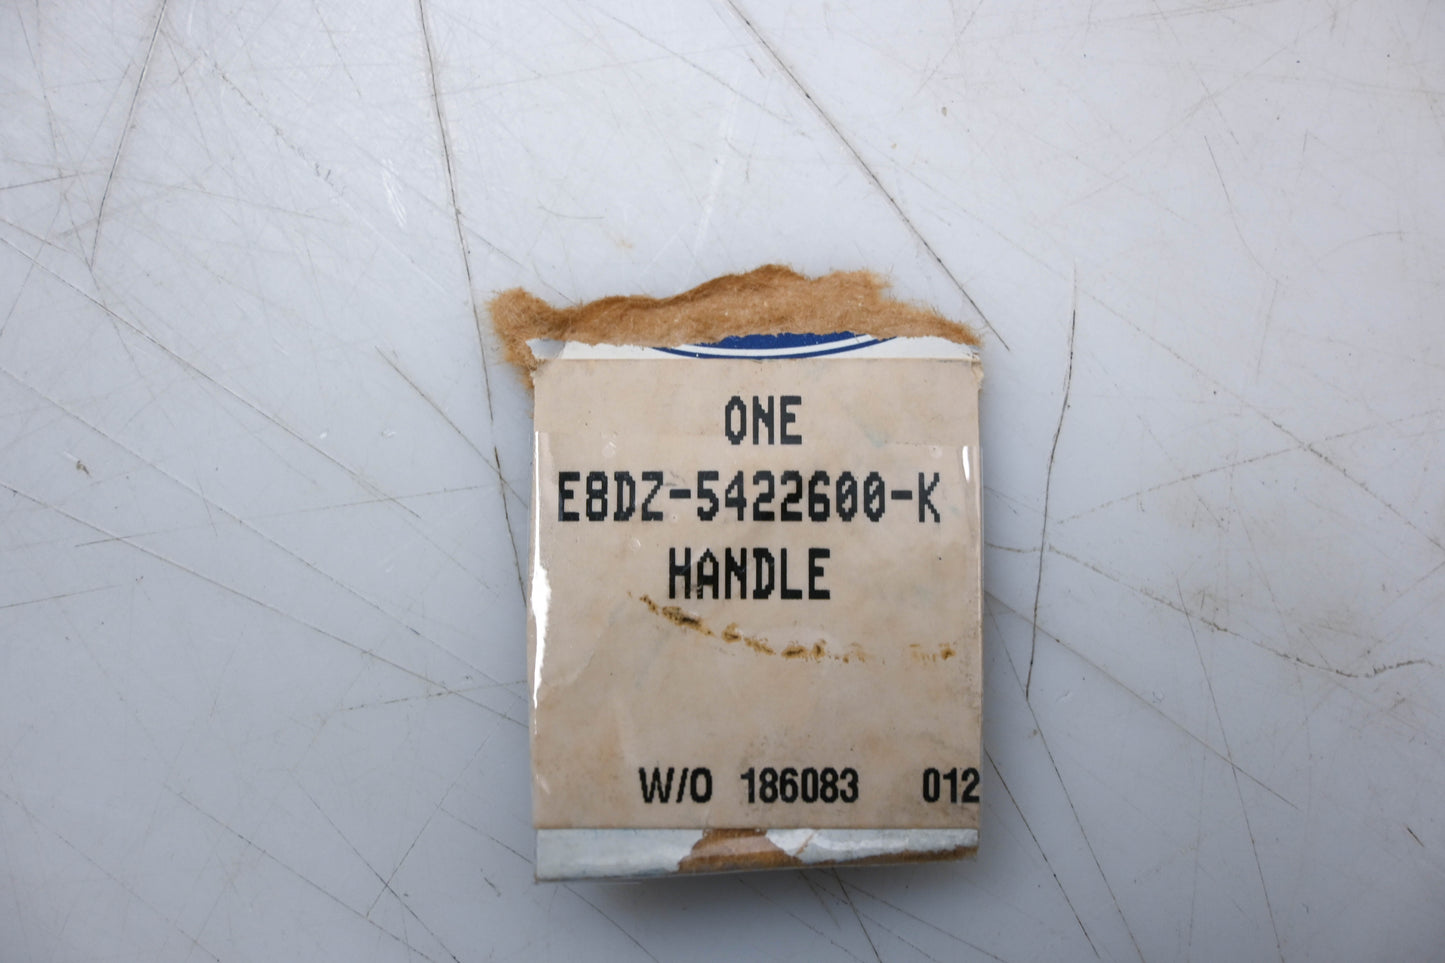 ONE
E8DZ-5422600-K
HANDLE
W/O 186083 012